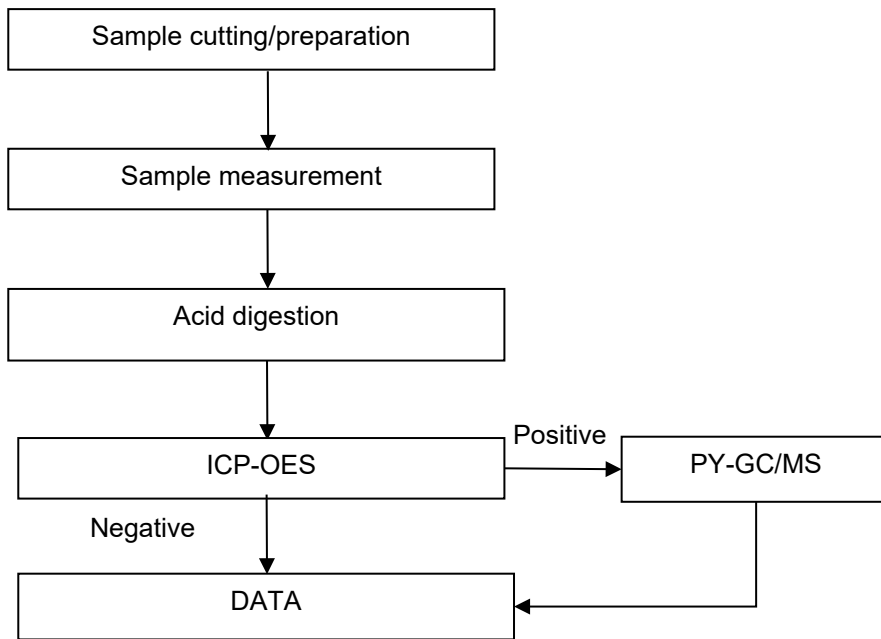 Sample cutting/preparation
Sample measurement
Acid digestion
Positive
ICP-OES
PY-GC/MS
Negative
DATA